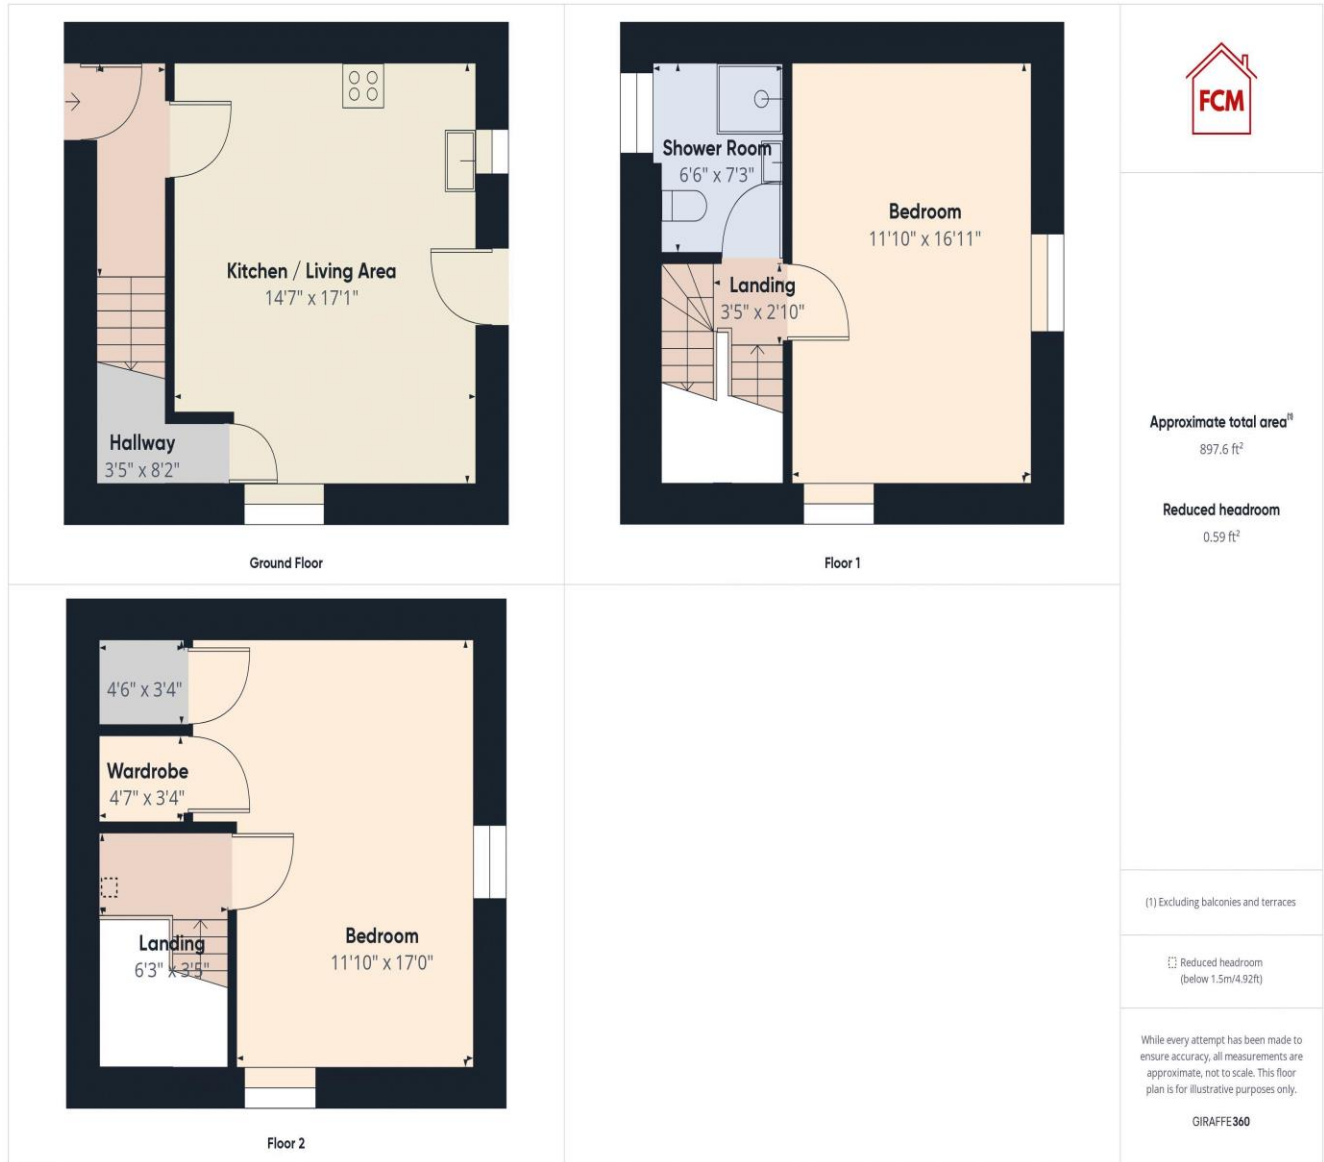 Kitchen / Living Area
14'7" x 17'1"
Hallway
3'5" x 8'2"
Ground Floor
Shower Room
6'6" x 7'3"
Bedroom
11'10" x 16'11"
Landing
3'5" x 2'10"
Floor 1
4'6" x 3'4"
Wardrobe
4'7" x 3'4"
Landing
6'3" x 3'5"
Bedroom
11'10" x 17'0"
Floor 2
FCM
Approximate total area⁽¹⁾
897.6 ft²
Reduced headroom
0.59 ft²
(1) Excluding balconies and terraces
Reduced headroom
(below 1.5m/4.92ft)
While every attempt has been made to
ensure accuracy, all measurements are
approximate, not to scale. This floor
plan is for illustrative purposes only.
GIRAFFE360